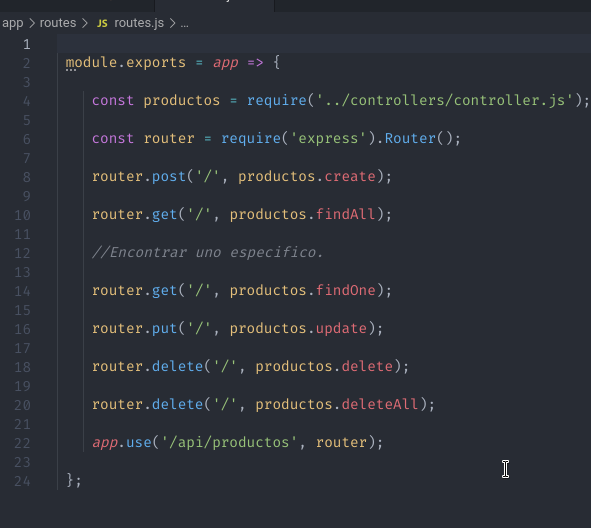 app > routes > JS routes.js > ...
1
2 module.exports = app => {
3
4 const productos = require('../controllers/controller.js');
5
6 const router = require('express').Router();
7
8 router.post('/', productos.create);
9
10 router.get('/', productos.findAll);
11
12 //Encontrar uno especifico.
13
14 router.get('/', productos.findOne);
15
16 router.put('/', productos.update);
17
18 router.delete('/', productos.delete);
19
20 router.delete('/', productos.deleteAll);
21
22 app.use('/api/productos', router);
23
24 };